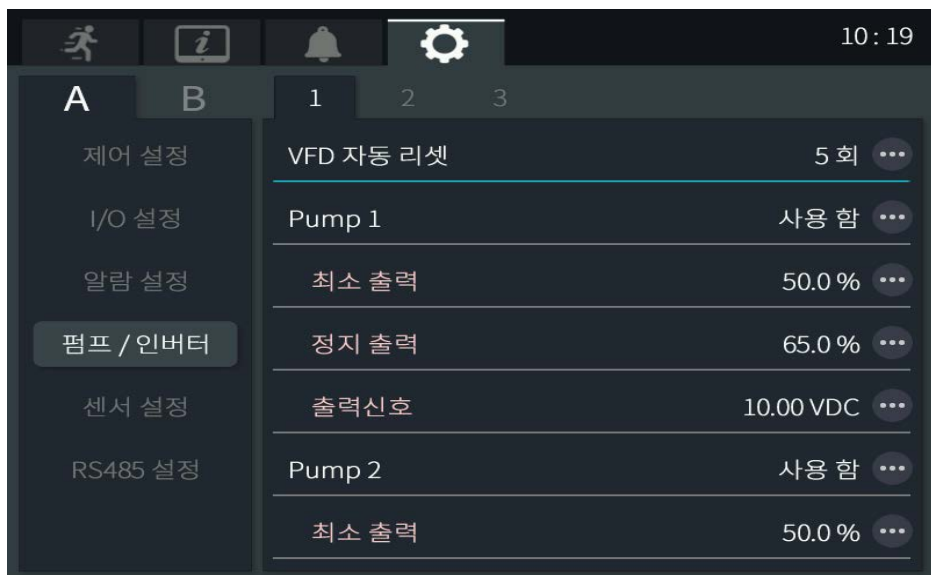 10 : 19
A B
1 2 3
제어 설정
I/O 설정
알람 설정
펌프 / 인버터
센서 설정
RS485 설정
VFD 자동 리셋 5 회
Pump 1 사용 함
최소 출력 50.0 %
정지 출력 65.0 %
출력신호 10.00 VDC
Pump 2 사용 함
최소 출력 50.0 %